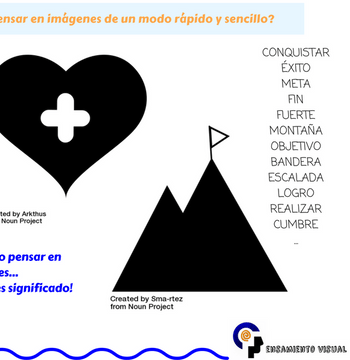 ensar en imágenes de un modo rápido y sencillo?
CONQUISTAR
ÉXITO
META
FIN
FUERTE
MONTAÑA
OBJETIVO
BANDERA
ESCALADA
LOGRO
REALIZAR
CUMBRE
...
ted by Arkthus
Noun Project
o pensar en
es...
s significado!
Created by Sma-rtez
from Noun Project
ENSAMIENTO VISUAL